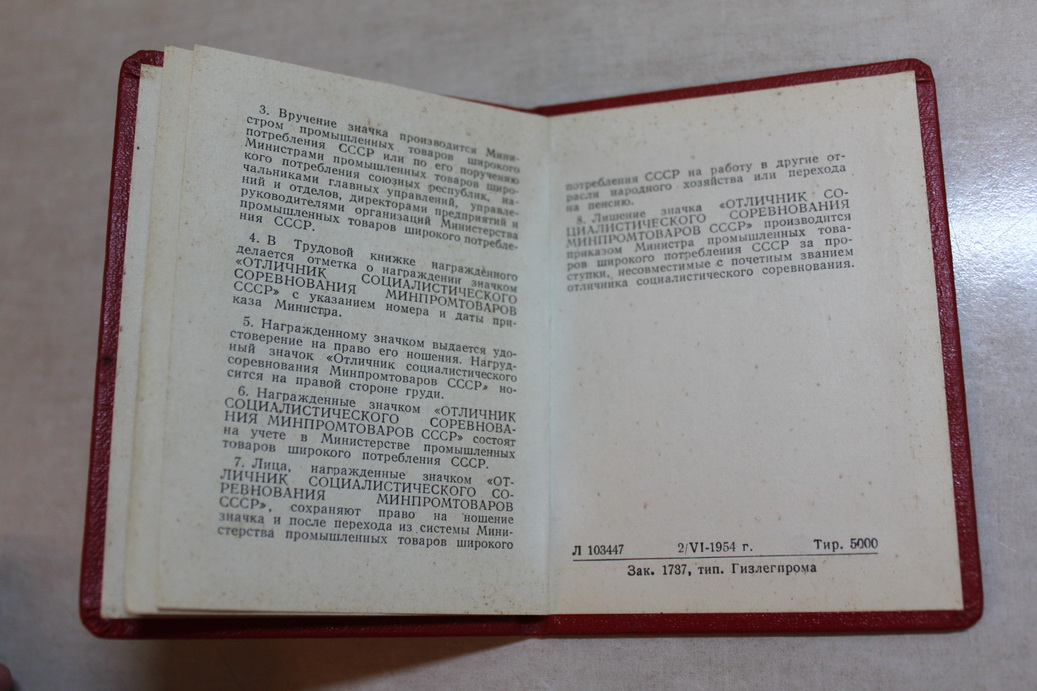 3. Вручение значка производится Мини-
стром промышленных товаров широкого
потребления СССР или по его поручению
Министрами промышленных товаров широ-
кого потребления союзных республик, на-
чальниками главных управлений, управле-
ний и отделов, директорами предприятий и
руководителями организаций Министерства
промышленных товаров широкого потребле-
ния СССР.
4. В Трудовой книжке награждённого
делается отметка о награждении значком
«ОТЛИЧНИК СОЦИАЛИСТИЧЕСКОГО
СОРЕВНОВАНИЯ МИНПРОМТОВАРОВ
СССР» с указанием номера и даты при-
каза Министра.
5. Награжденному значком выдается удо-
стоверение на право его ношения. Нагруд-
ный значок «Отличник социалистического
соревнования Минпромтоваров СССР» но-
сится на правой стороне груди.
6. Награжденные значком «ОТЛИЧНИК
СОЦИАЛИСТИЧЕСКОГО СОРЕВНОВА-
НИЯ МИНПРОМТОВАРОВ СССР» состоят
на учете в Министерстве промышленных
товаров широкого потребления СССР.
7. Лица, награжденные значком «ОТ-
ЛИЧНИК СОЦИАЛИСТИЧЕСКОГО СО-
РЕВНОВАНИЯ МИНПРОМТОВАРОВ
СССР», сохраняют право на ношение
значка и после перехода из системы Мини-
стерства промышленных товаров широкого
потребления СССР на работу в другие от-
расля народного хозяйства или перехода
на пенсию.
8. Лишение значка «ОТЛИЧНИК СО-
ЦИАЛИСТИЧЕСКОГО СОРЕВНОВАНИЯ
МИНПРОМТОВАРОВ СССР» производится
приказом Министра промышленных това-
ров широкого потребления СССР за про-
ступки, несовместимые с почетным званием
отличника социалистического соревнования.
Л 103447 2/VI-1954 г. Тир. 5000
Зак. 1737, тип. Гизлегпрома